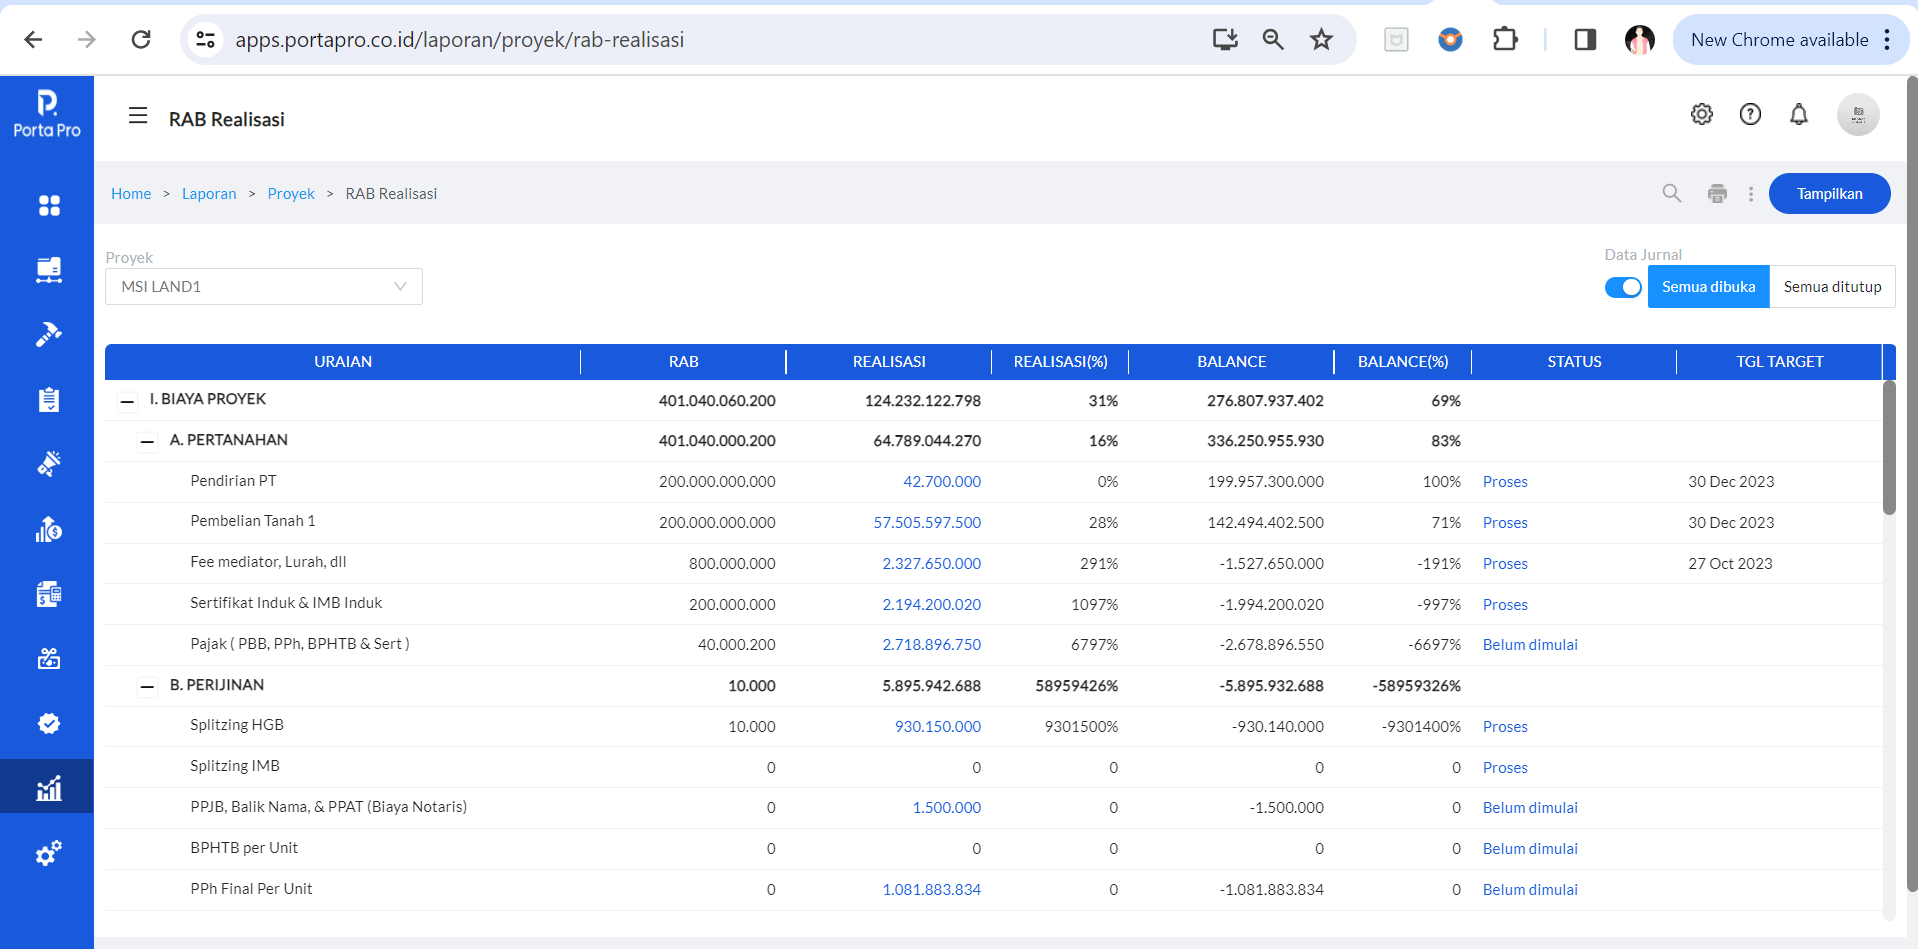 apps.portapro.co.id/laporan/proyek/rab-realisasi
New Chrome available
Porta Pro
RAB Realisasi
Home > Laporan > Proyek > RAB Realisasi
Tampilkan
Proyek
MSI LAND1
Data Jurnal
Semua dibuka Semua ditutup
URAIAN RAB REALISASI REALISASI(%) BALANCE BALANCE(%) STATUS TGL TARGET
I. BIAYA PROYEK 401.040.060.200 124.232.122.798 31% 276.807.937.402 69%
A. PERTANAHAN 401.040.000.200 64.789.044.270 16% 336.250.955.930 83%
Pendirian PT 200.000.000.000 42.700.000 0% 199.957.300.000 100% Proses 30 Dec 2023
Pembelian Tanah 1 200.000.000.000 57.505.597.500 28% 142.494.402.500 71% Proses 30 Dec 2023
Fee mediator, Lurah, dll 800.000.000 2.327.650.000 291% -1.527.650.000 -191% Proses 27 Oct 2023
Sertifikat Induk & IMB Induk 200.000.000 2.194.200.020 1097% -1.994.200.020 -997% Proses
Pajak ( PBB, PPh, BPHTB & Sert ) 40.000.200 2.718.896.750 6797% -2.678.896.550 -6697% Belum dimulai
B. PERIJINAN 10.000 5.895.942.688 58959426% -5.895.932.688 -58959326%
Splitzing HGB 10.000 930.150.000 9301500% -930.140.000 -9301400% Proses
Splitzing IMB 0 0 0 0 0 Proses
PPJB, Balik Nama, & PPAT (Biaya Notaris) 0 1.500.000 0 -1.500.000 0 Belum dimulai
BPHTB per Unit 0 0 0 0 0 Belum dimulai
PPh Final Per Unit 0 1.081.883.834 0 -1.081.883.834 0 Belum dimulai